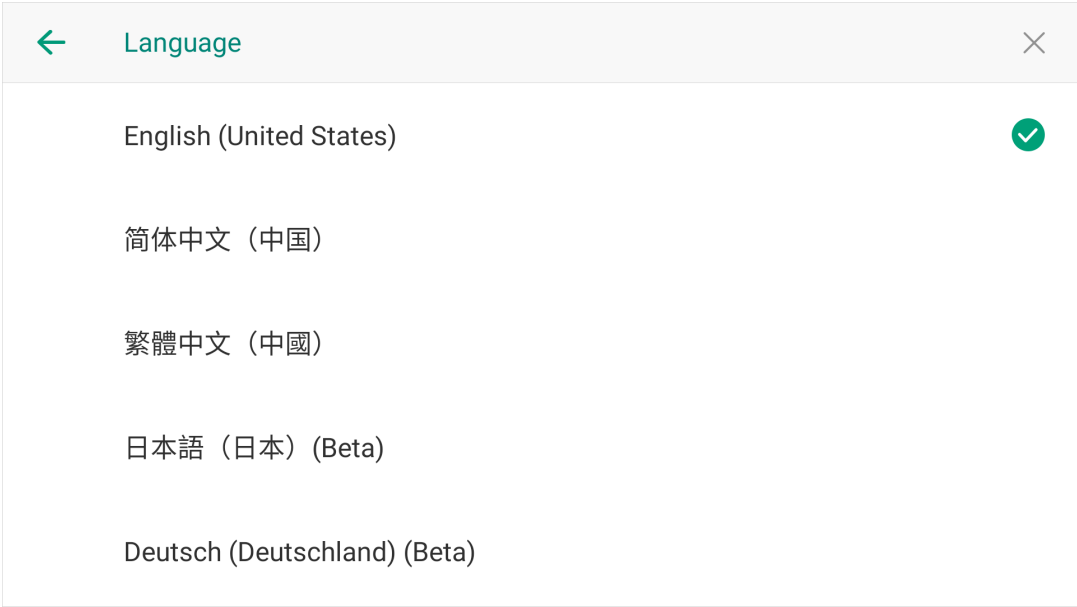 Language
English (United States)
简体中文（中国）
繁體中文（中國）
日本語（日本）(Beta)
Deutsch (Deutschland) (Beta)